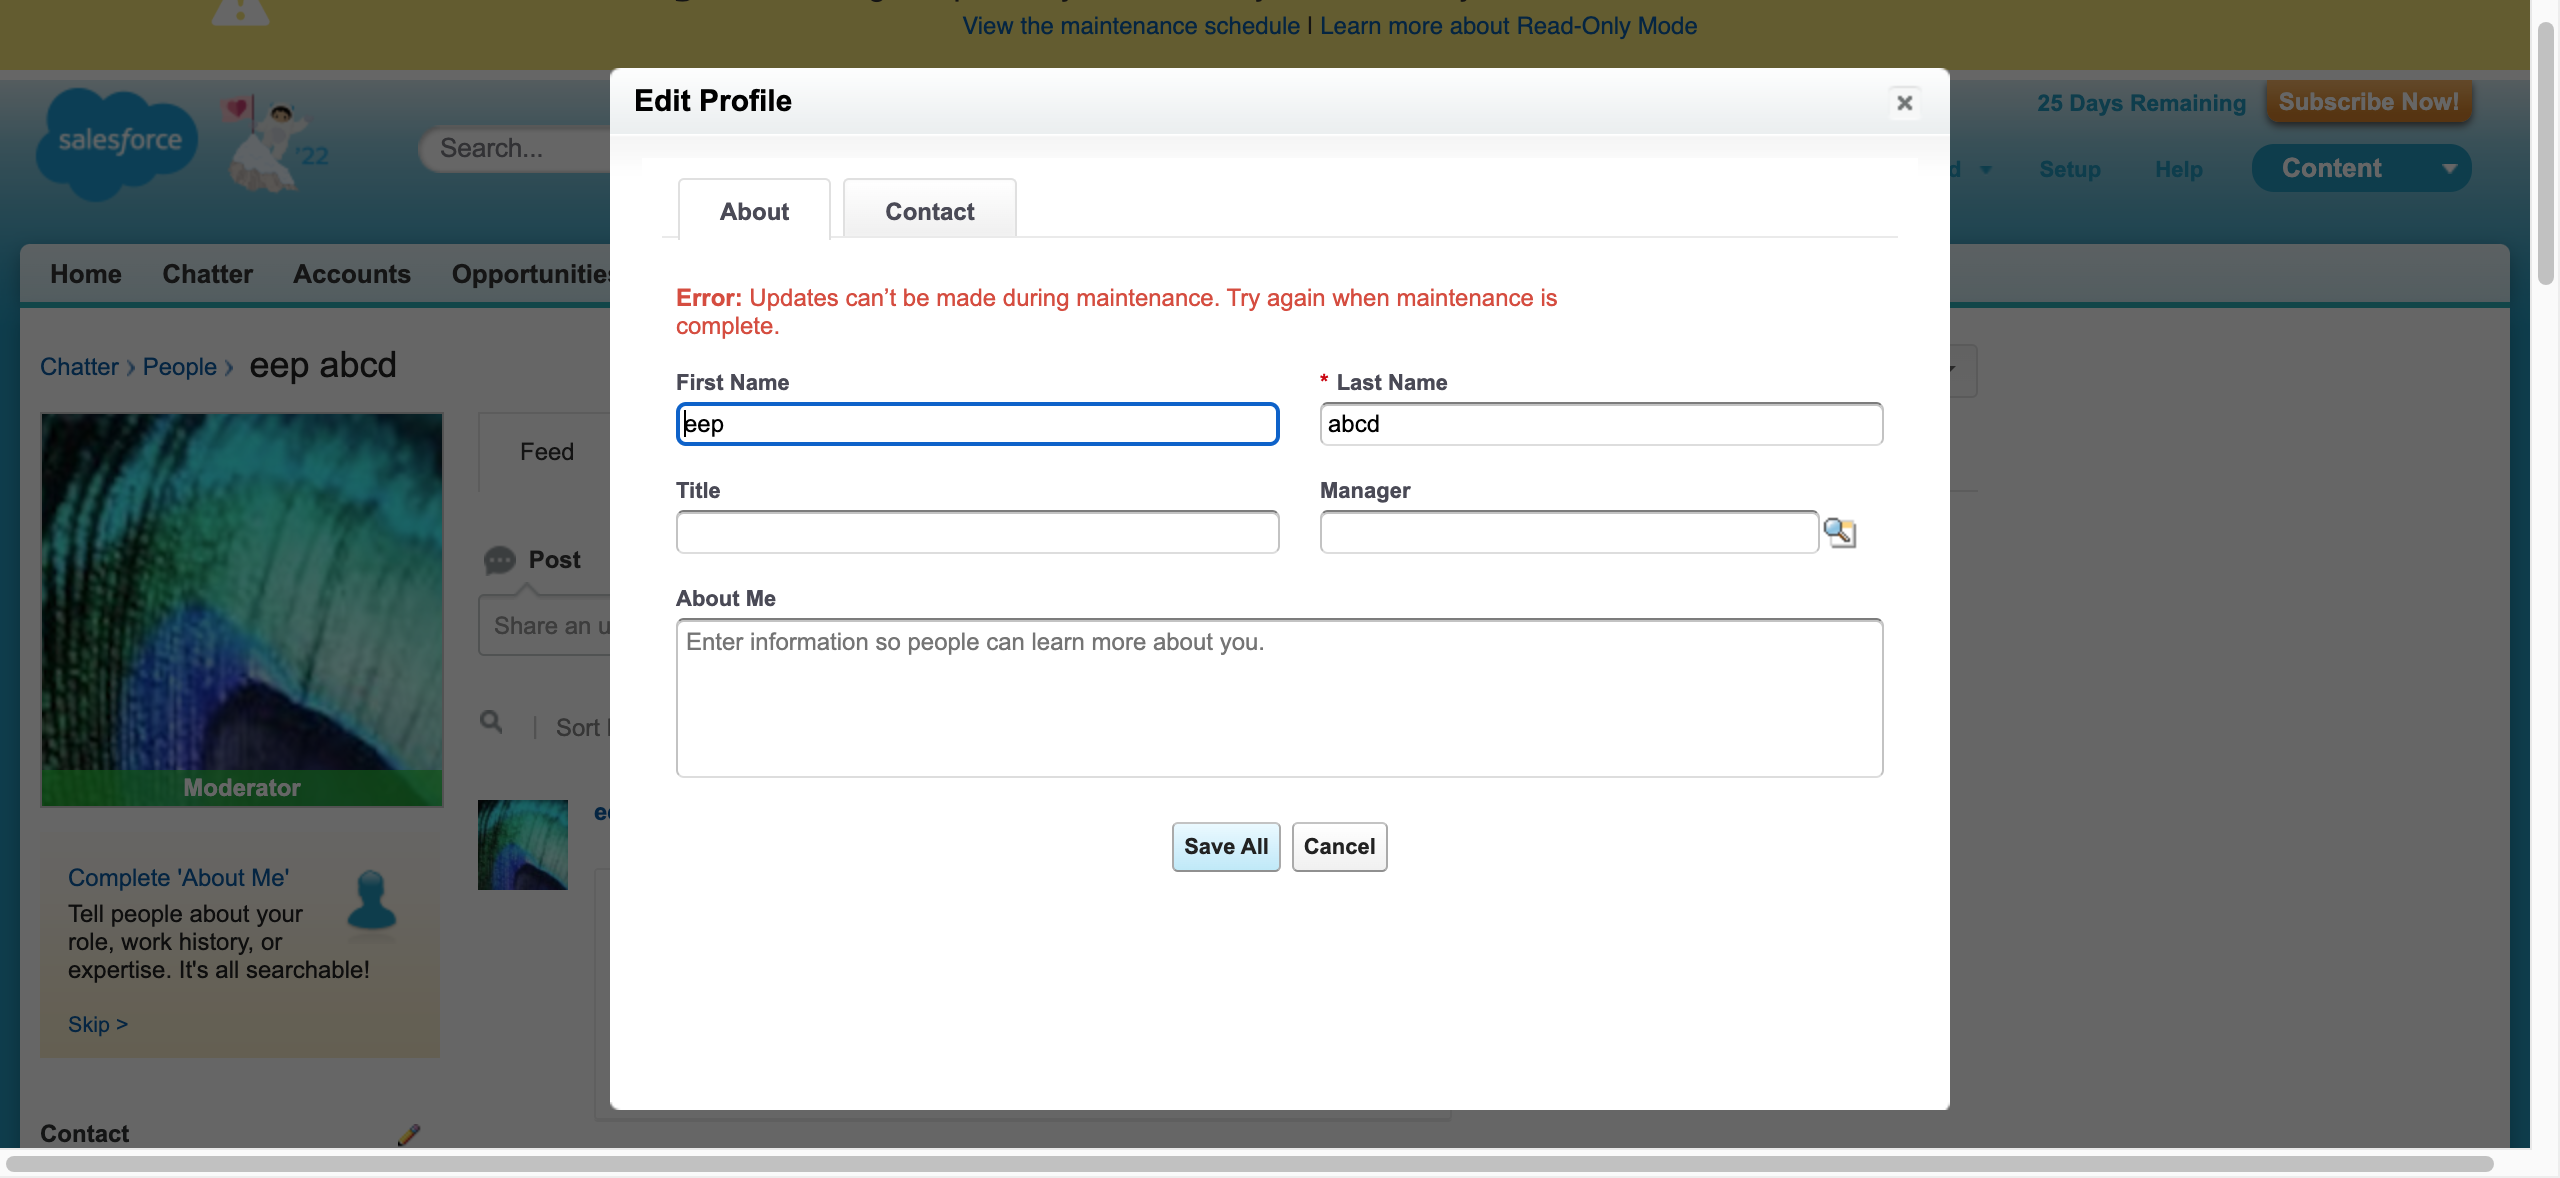 View the maintenance schedule | Learn more about Read-Only Mode
Edit Profile
salesforce
'22
Search...
25 Days Remaining
Subscribe Now!
Setup
Help
Content
About
Contact
Home
Chatter
Accounts
Opportunities
Error: Updates can’t be made during maintenance. Try again when maintenance is
complete.
Chatter › People › eep abcd
First Name
* Last Name
eep
abcd
Feed
Title
Manager
Post
About Me
Share an u
Enter information so people can learn more about you.
Sort
Moderator
Save All
Cancel
Complete 'About Me'
Tell people about your
role, work history, or
expertise. It's all searchable!
Skip >
Contact